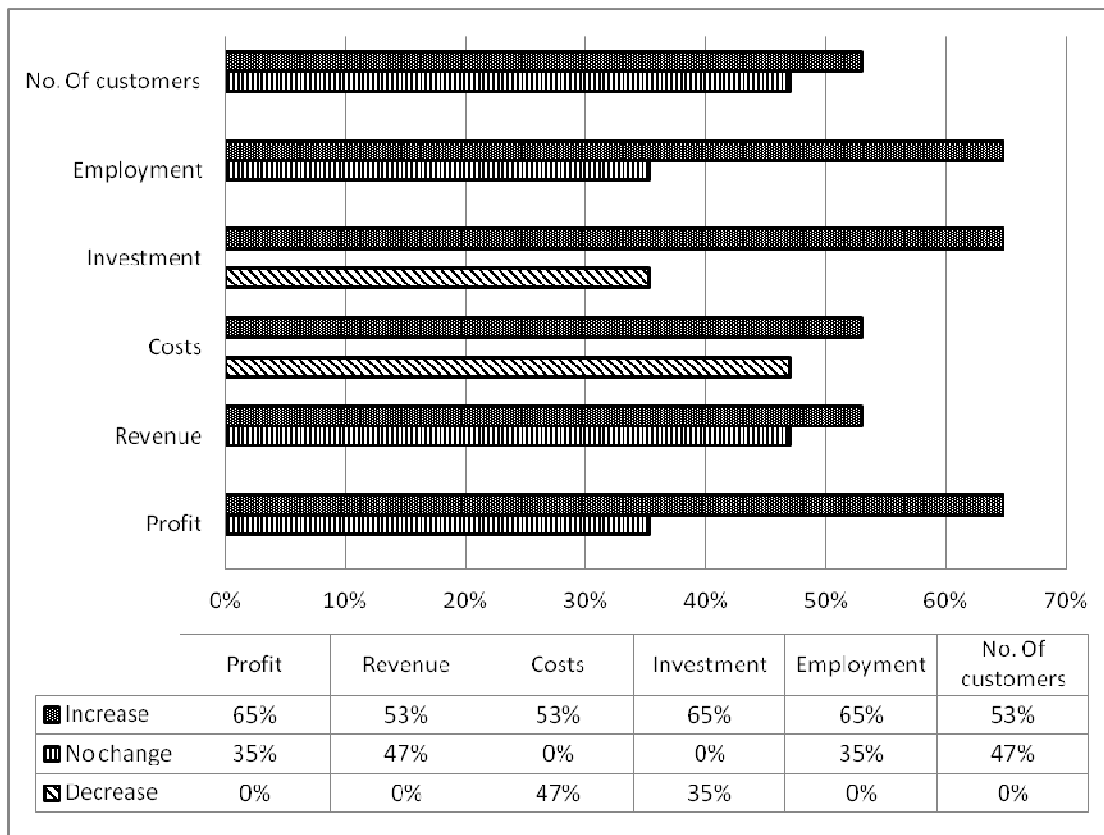 No. Of customers
Employment
Investment
Costs
Revenue
Profit
0% 10% 20% 30% 40% 50% 60% 70%
Profit Revenue Costs Investment Employment No. Of customers
Increase 65% 53% 53% 65% 65% 53%
No change 35% 47% 0% 0% 35% 47%
Decrease 0% 0% 47% 35% 0% 0%